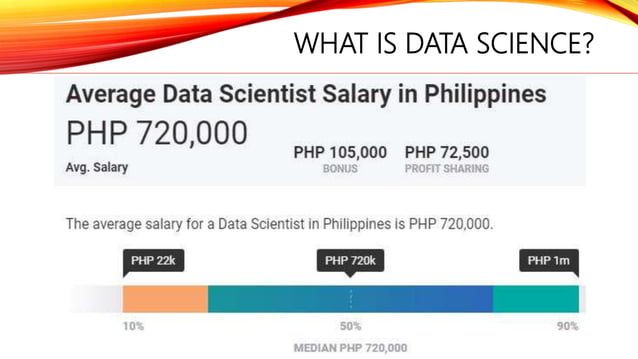 WHAT IS DATA SCIENCE?
Average Data Scientist Salary in Philippines
PHP 720,000
Avg. Salary
PHP 105,000
BONUS
PHP 72,500
PROFIT SHARING
The average salary for a Data Scientist in Philippines is PHP 720,000.
PHP 22k PHP 720k PHP 1m
10% 50% 90%
MEDIAN PHP 720,000